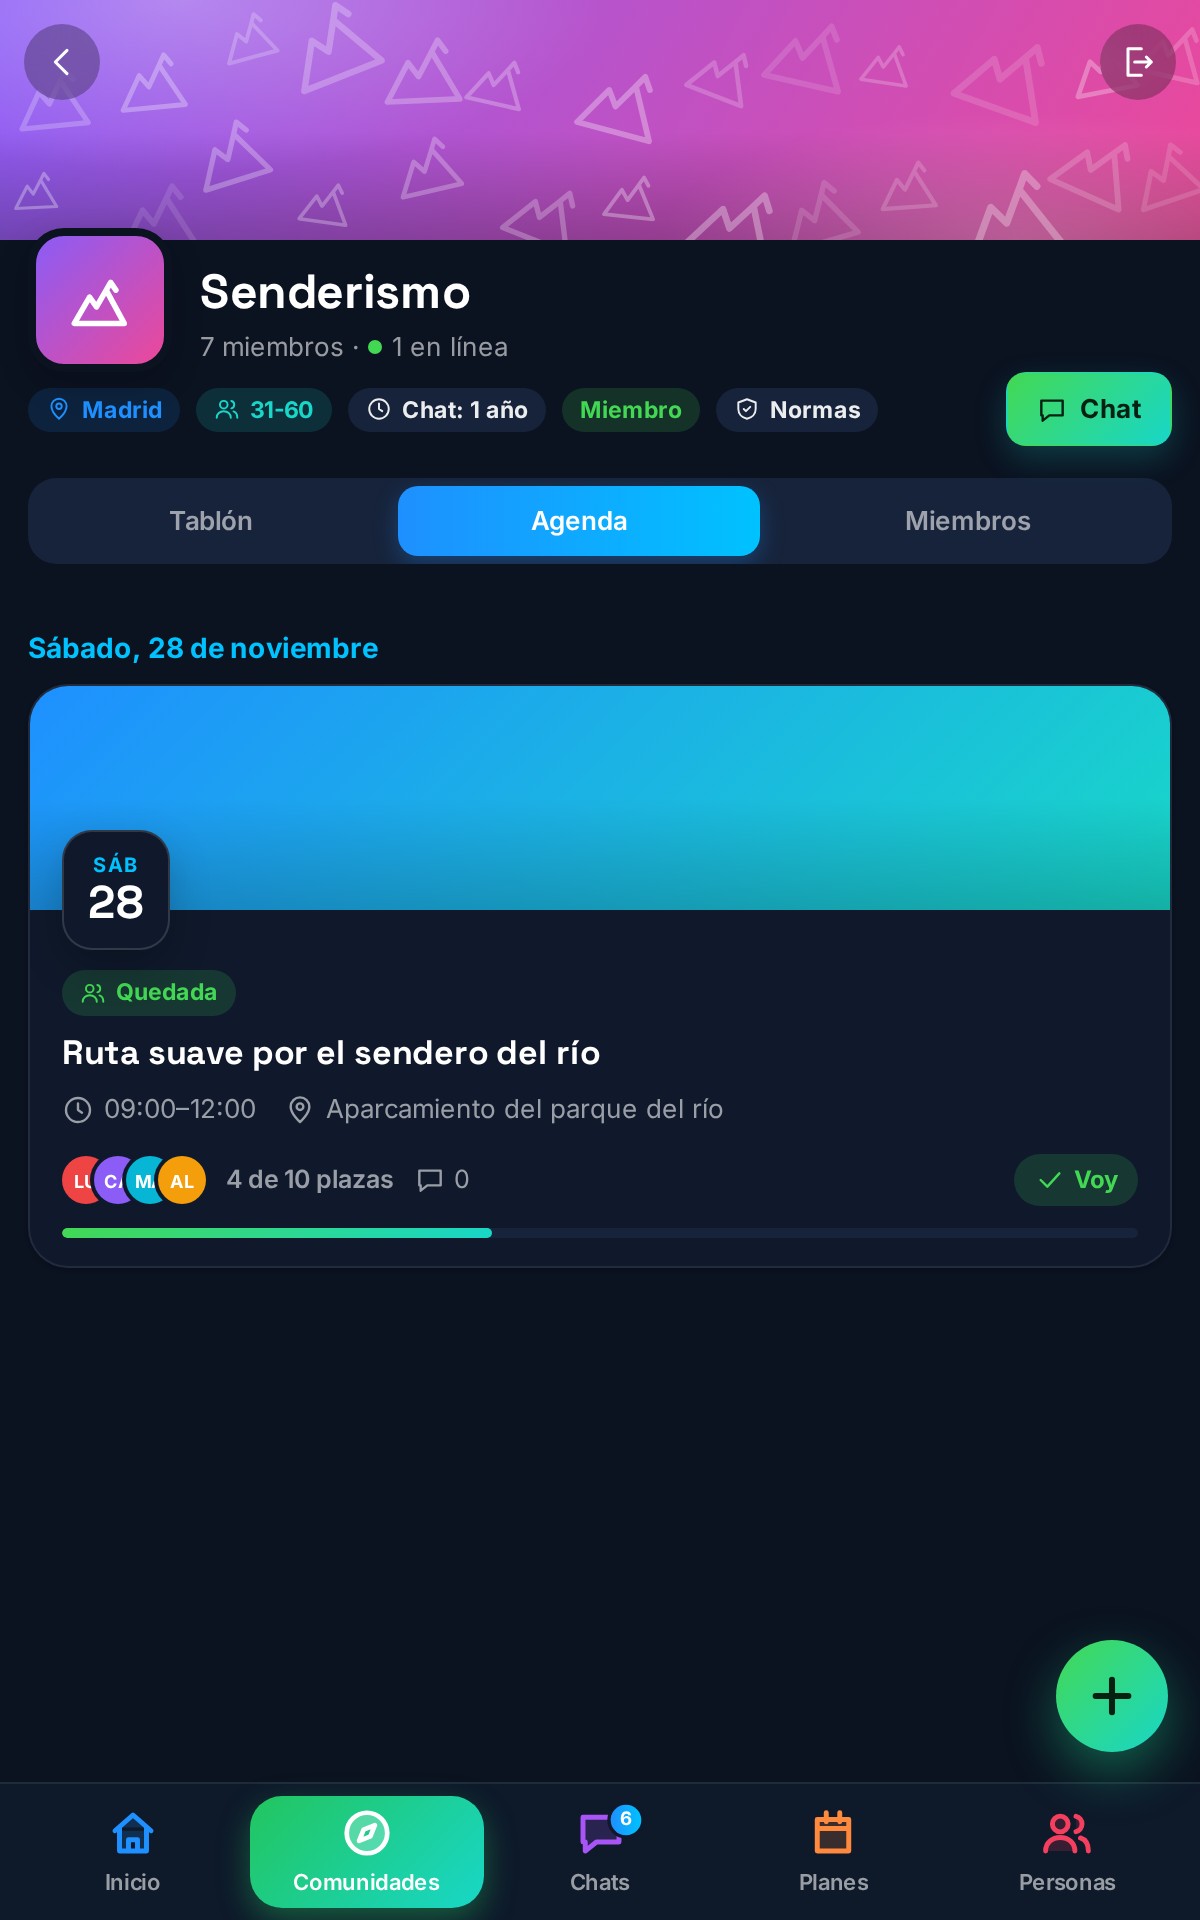 Senderismo
7 miembros · 1 en línea
Madrid
31-60
Chat: 1 año
Miembro
Normas
Chat
Tablón
Agenda
Miembros
Sábado, 28 de noviembre
SÁB
28
Quedada
Ruta suave por el sendero del río
09:00–12:00
Aparcamiento del parque del río
AL
4 de 10 plazas
0
Voy
6
Inicio
Comunidades
Chats
Planes
Personas